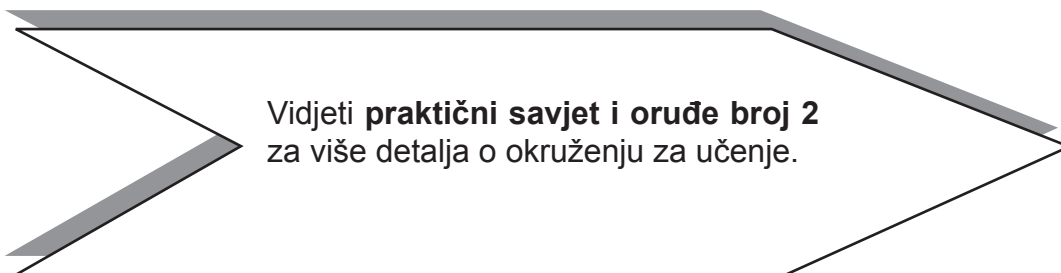 Vidjeti praktični savjet i oruđe broj 2
za više detalja o okruženju za učenje.